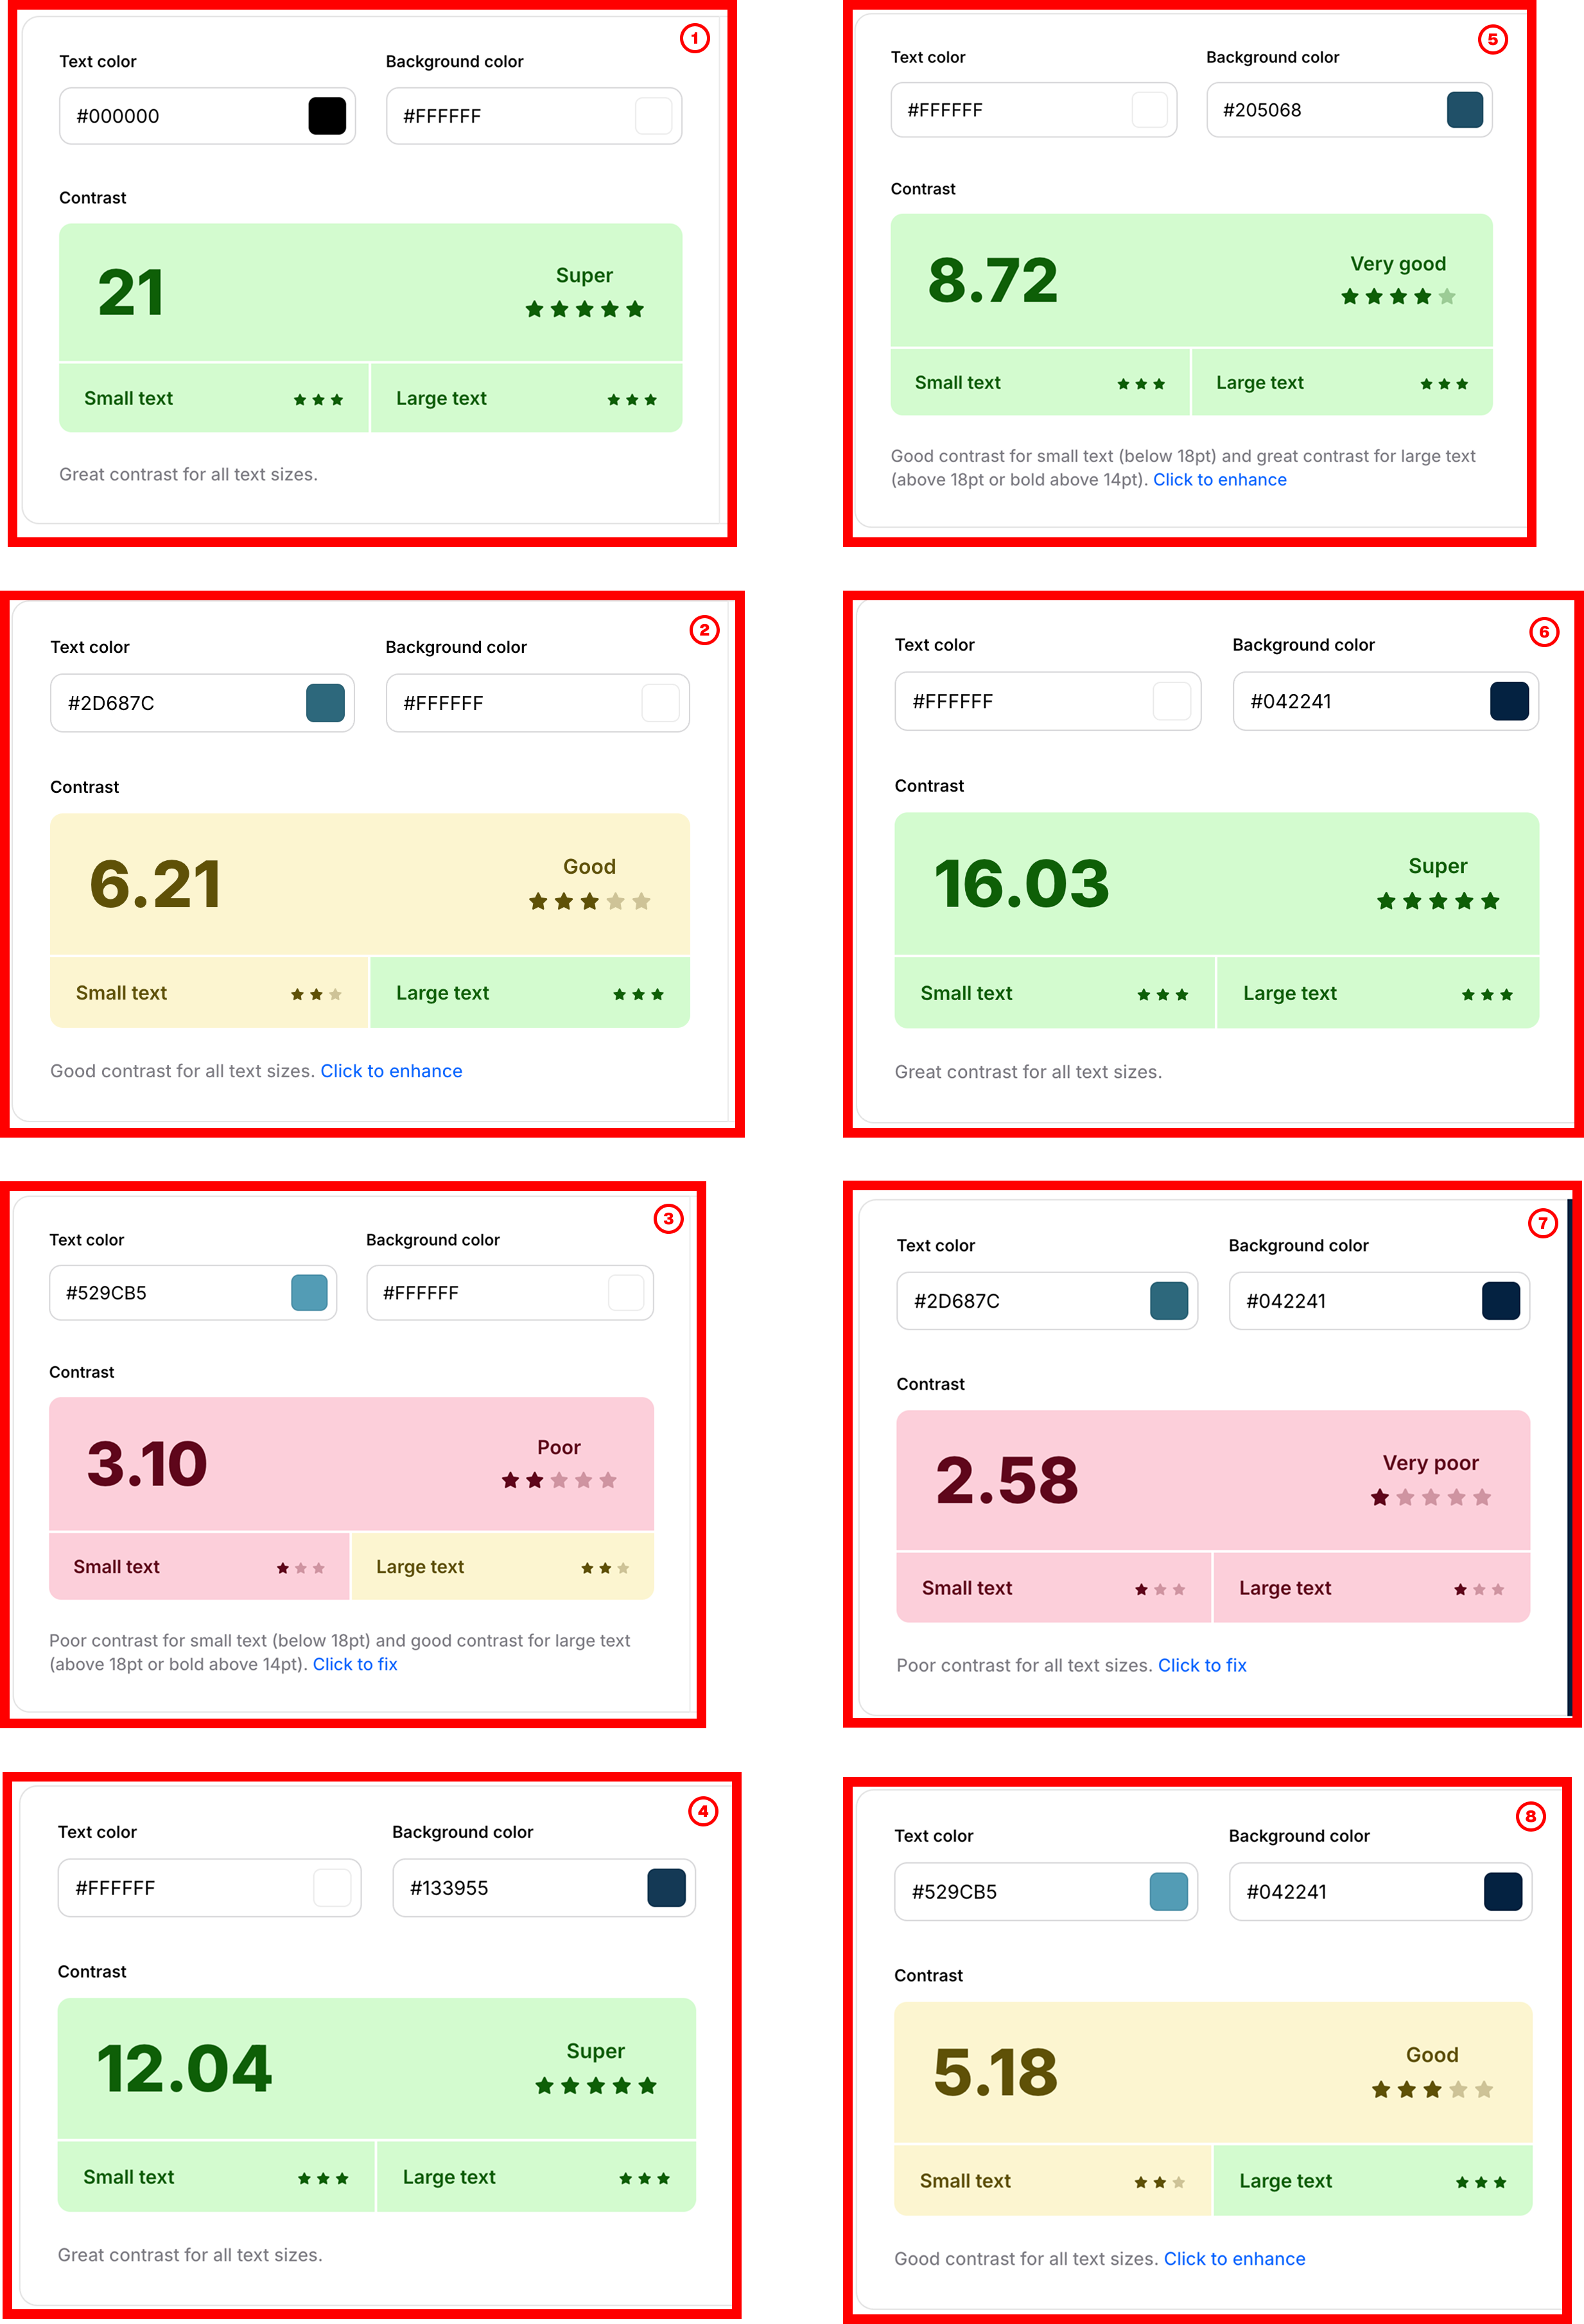 1
Text color Background color
#000000 #FFFFFF
Contrast
21 Super
Small text Large text
Great contrast for all text sizes.
2
Text color Background color
#2D687C #FFFFFF
Contrast
6.21 Good
Small text Large text
Good contrast for all text sizes. Click to enhance
3
Text color Background color
#529CB5 #FFFFFF
Contrast
3.10 Poor
Small text Large text
Poor contrast for small text (below 18pt) and good contrast for large text
(above 18pt or bold above 14pt). Click to fix
4
Text color Background color
#FFFFFF #133955
Contrast
12.04 Super
Small text Large text
Great contrast for all text sizes.
5
Text color Background color
#FFFFFF #205068
Contrast
8.72 Very good
Small text Large text
Good contrast for small text (below 18pt) and great contrast for large text
(above 18pt or bold above 14pt). Click to enhance
6
Text color Background color
#FFFFFF #042241
Contrast
16.03 Super
Small text Large text
Great contrast for all text sizes.
7
Text color Background color
#2D687C #042241
Contrast
2.58 Very poor
Small text Large text
Poor contrast for all text sizes. Click to fix
8
Text color Background color
#529CB5 #042241
Contrast
5.18 Good
Small text Large text
Good contrast for all text sizes. Click to enhance